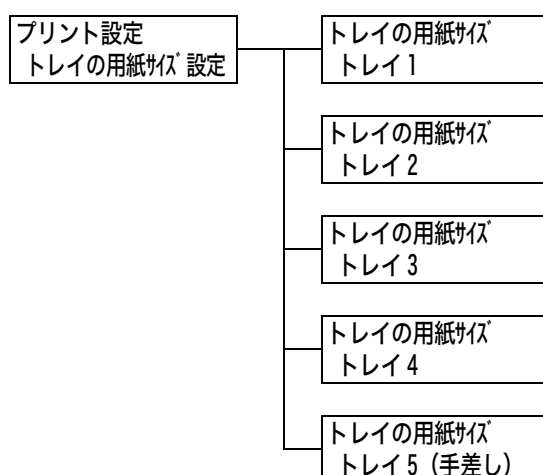 プリント設定
トレイの用紙ｻｲｽﾞ設定
トレイの用紙ｻｲｽﾞ
トレイ1
トレイの用紙ｻｲｽﾞ
トレイ2
トレイの用紙ｻｲｽﾞ
トレイ3
トレイの用紙ｻｲｽﾞ
トレイ4
トレイの用紙ｻｲｽﾞ
トレイ5（手差し）